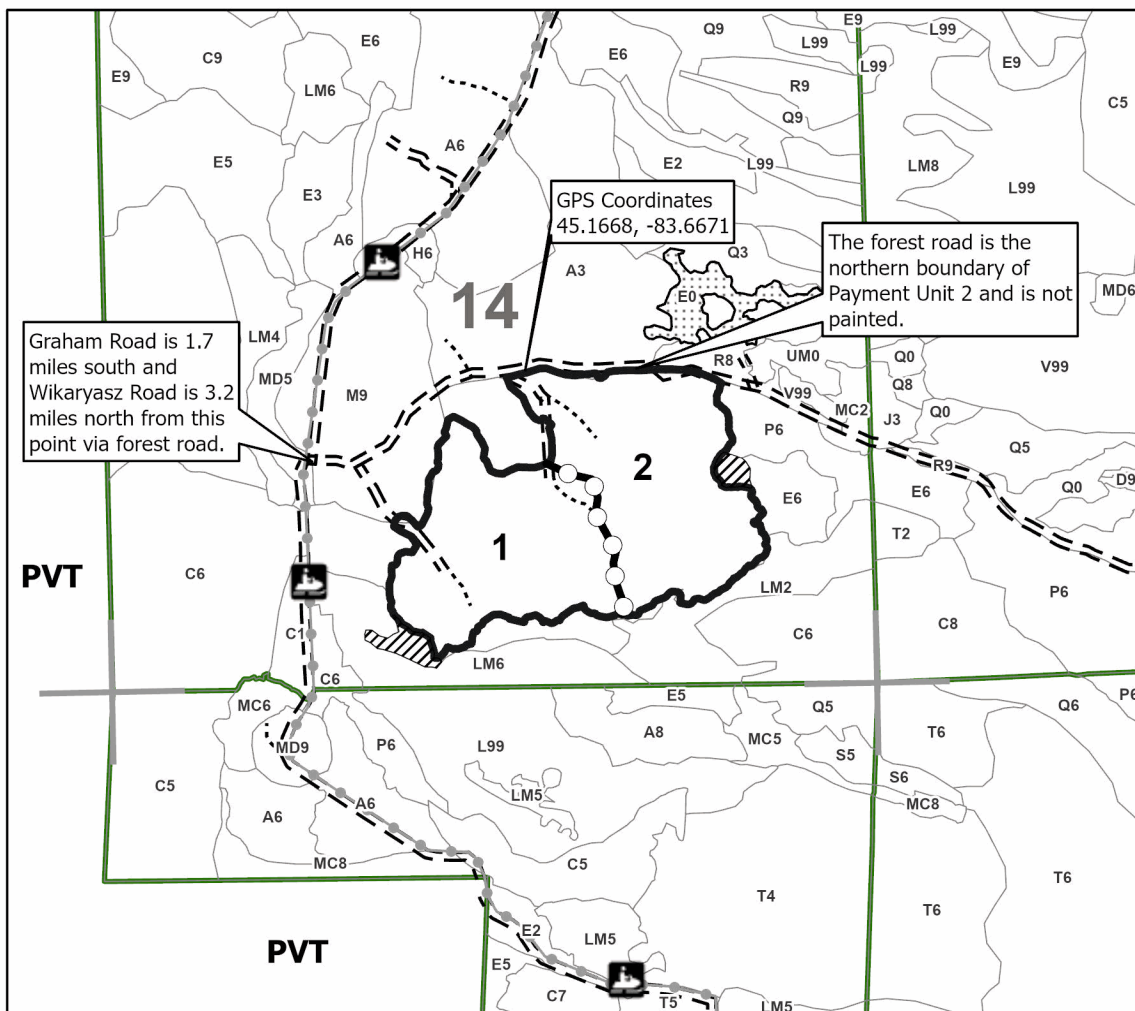 E9
C9
E6
LM6
E5
E3
A6
A6
H6
LM4
MD5
M9
14
A3
E6
Q9
L99
R9
Q9
L99
E2
E9
L99
L99
E9
C5
LM8
L99
Q3
E0
MD6
GPS Coordinates
45.1668, -83.6671
The forest road is the
northern boundary of
Payment Unit 2 and is not
painted.
Graham Road is 1.7
miles south and
Wikaryasz Road is 3.2
miles north from this
point via forest road.
R8
UM0
V99
MC2
J3
Q0
Q8
Q0
V99
Q5
P6
R9
E6
E6
Q0
D9
T2
1
2
PVT
C6
C1
C6
LM2
C6
C8
P6
LM6
MC6
MD9
P6
L99
E5
A8
MC5
Q5
S5
S6
MC8
T6
Q6
P6
C5
A6
A6
MC8
LM5
C5
T4
T6
T6
PVT
E2
LM5
E5
C7
T5
LM5